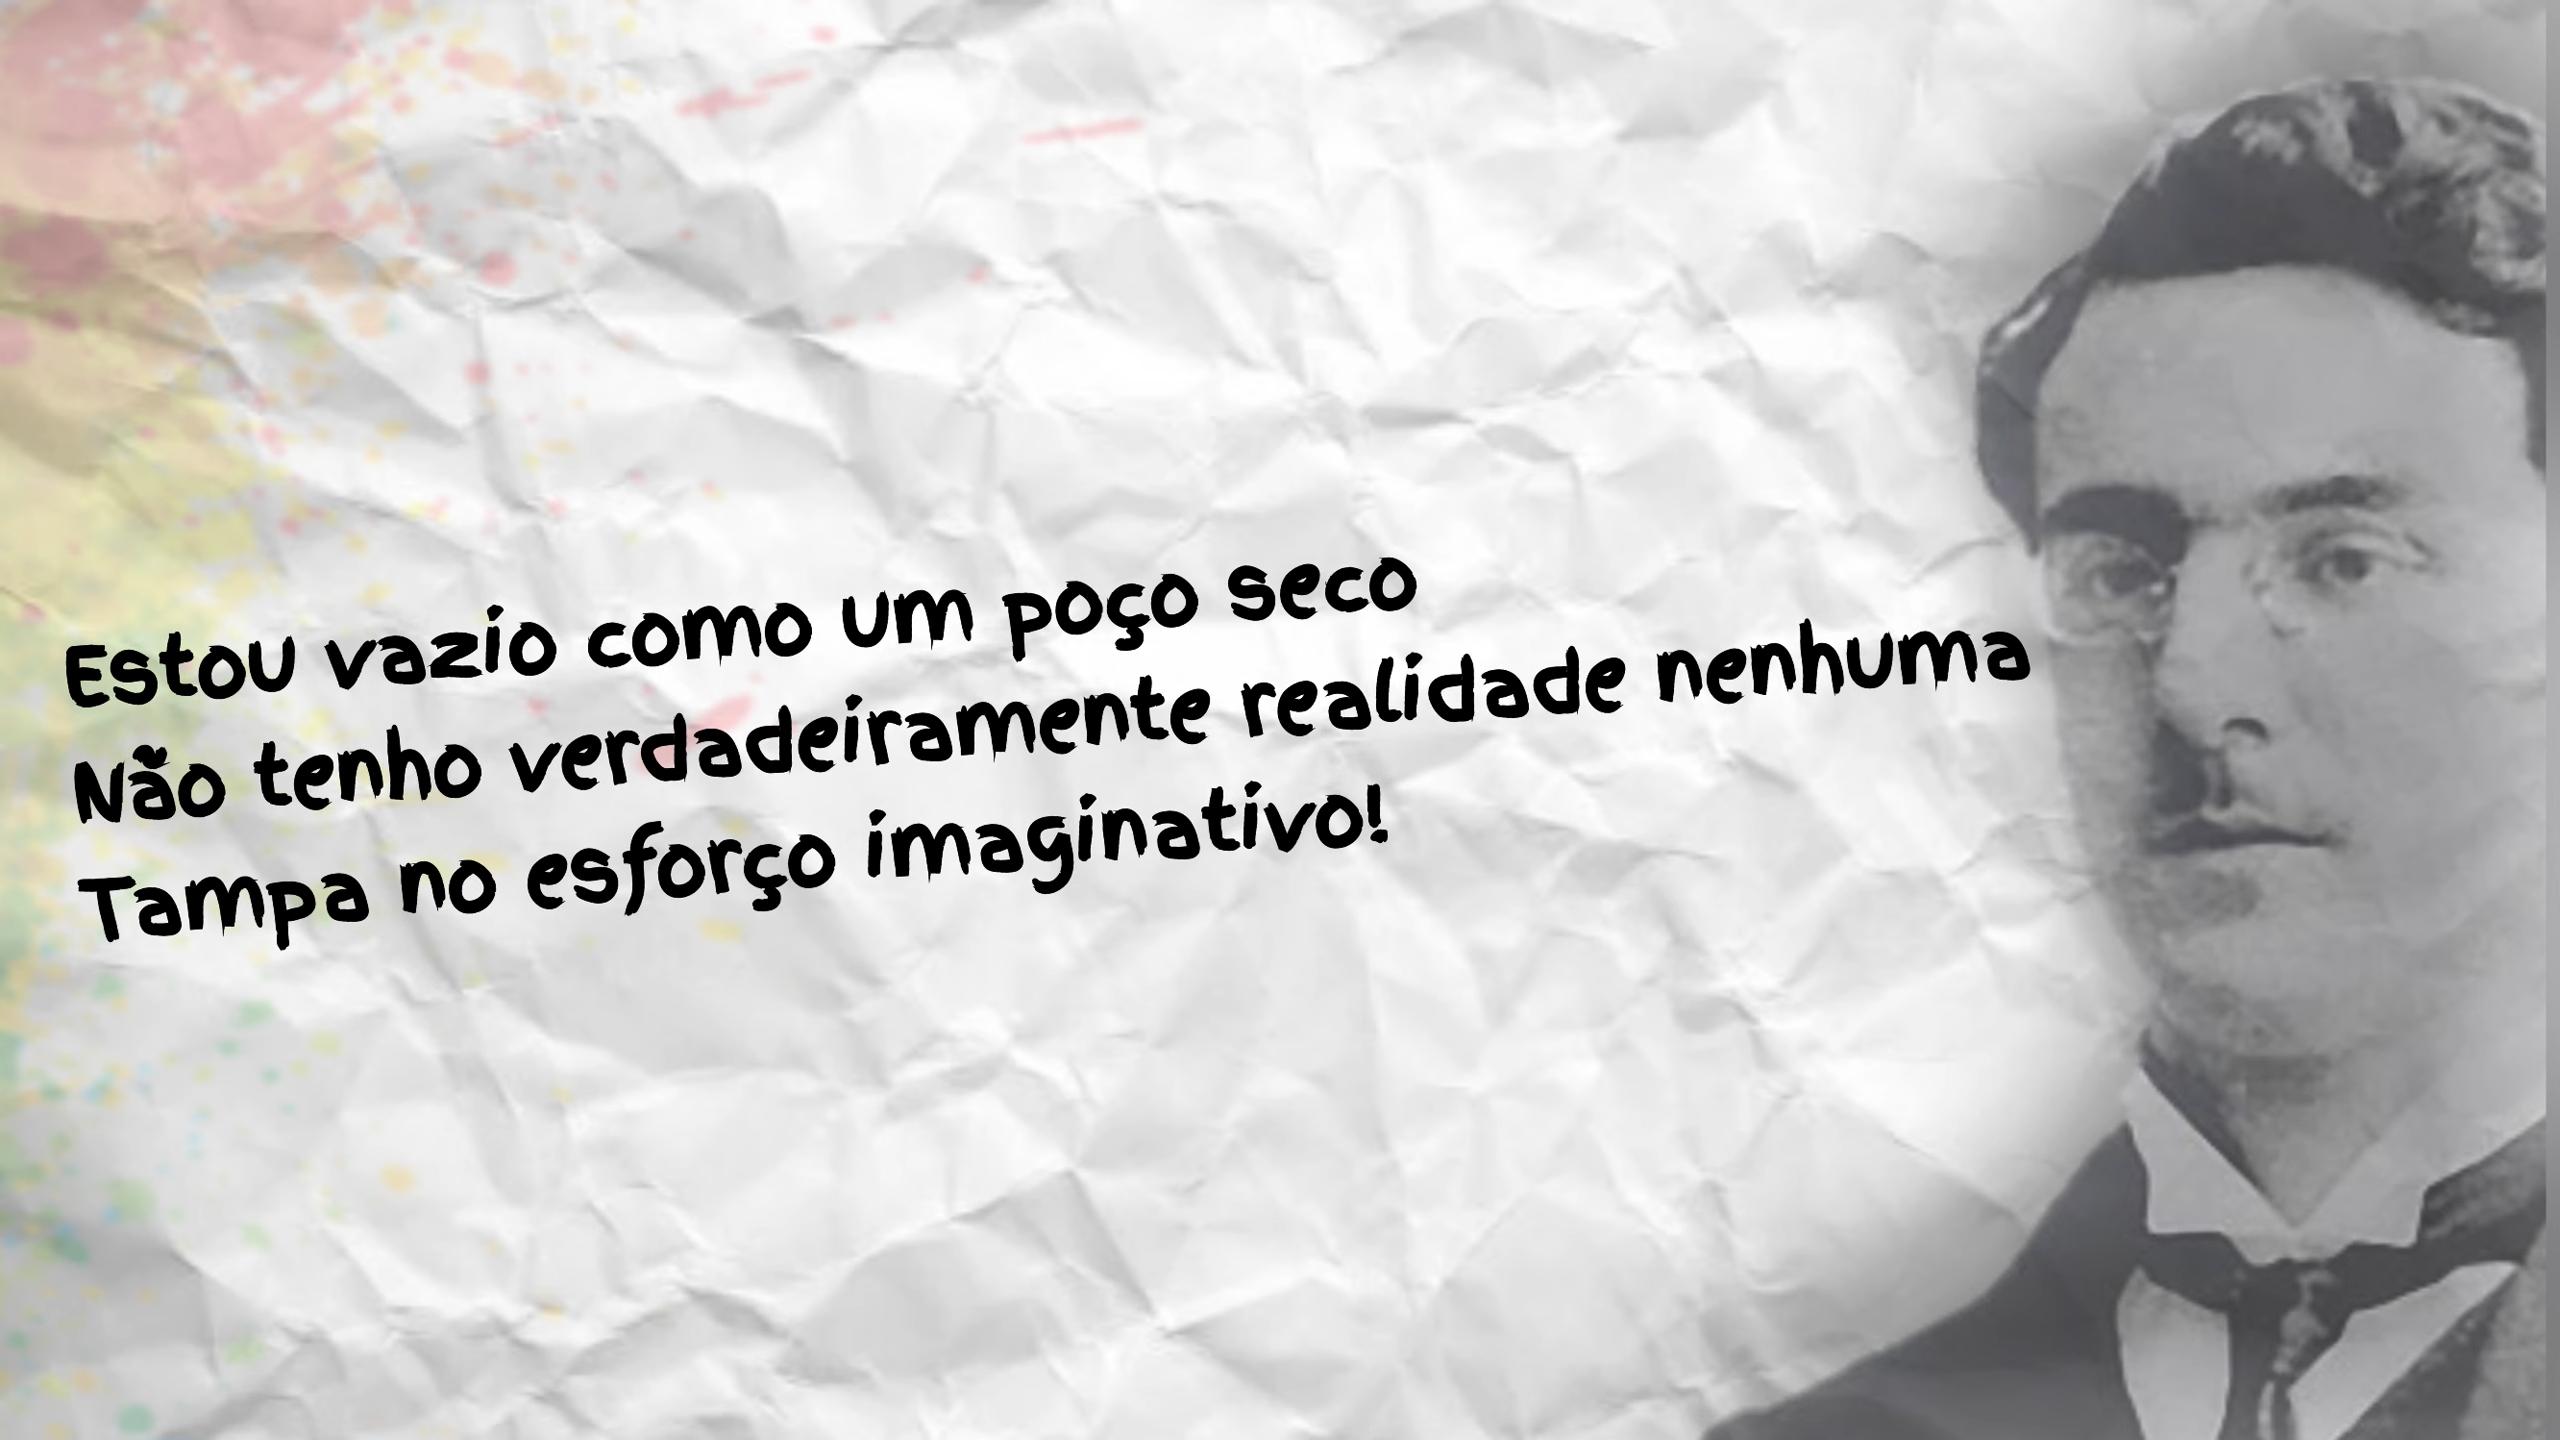 Estou vazio como um poço seco
Não tenho verdadeiramente realidade nenhuma
Tampa no esforço imaginativo!